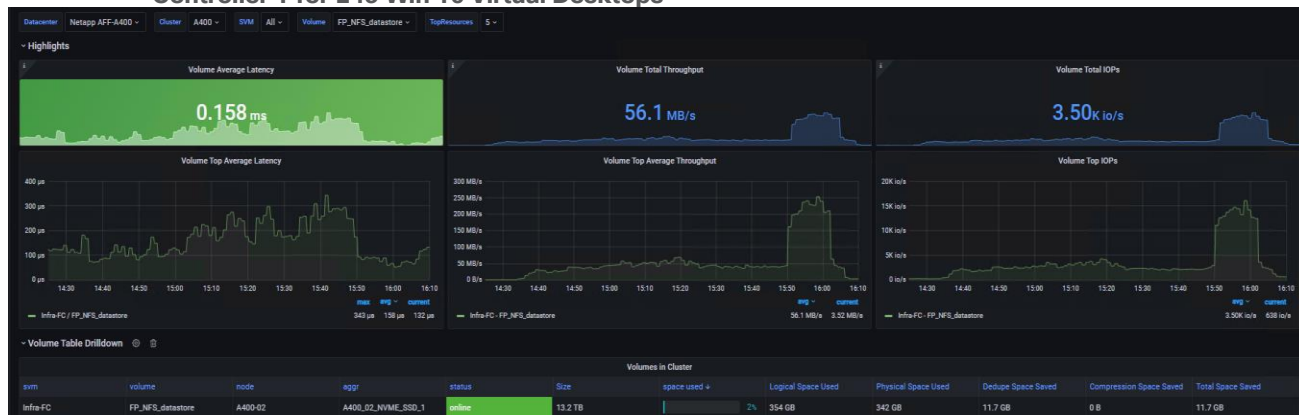 Datacenter Netapp AFF-A400 Cluster A400 SVM All Volume FP_NFS_datastore TopResources 5
Highlights
Volume Average Latency Volume Total Throughput Volume Total IOPs
0.158 ms 56.1 MB/s 3.50K io/s
Volume Top Average Latency Volume Top Average Throughput Volume Top IOPs
400 µs 300 MB/s 20K io/s
250 MB/s
300 µs 15K io/s
200 MB/s
200 µs 150 MB/s 10K io/s
100 MB/s
100 µs 5K io/s
50 MB/s
0 µs 0 B/s 0 io/s
14:30 14:40 14:50 15:00 15:10 15:20 15:30 15:40 15:50 16:00 16:10 14:30 14:40 14:50 15:00 15:10 15:20 15:30 15:40 15:50 16:00 16:10 14:30 14:40 14:50 15:00 15:10 15:20 15:30 15:40 15:50 16:00 16:10
max avg current avg current avg current
Infra-FC / FP_NFS_datastore 343 µs 158 µs 132 µs Infra-FC - FP_NFS_datastore 56.1 MB/s 3.52 MB/s Infra-FC - FP_NFS_datastore 3.50K io/s 638 io/s
Volume Table Drilldown
Volumes in Cluster
svm volume node aggr status Size space used Logical Space Used Physical Space Used Dedupe Space Saved Compression Space Saved Total Space Saved
Infra-FC FP_NFS_datastore A400-02 A400_02_NVME_SSD_1 online 13.2 TB 2% 354 GB 342 GB 11.7 GB 0 B 11.7 GB